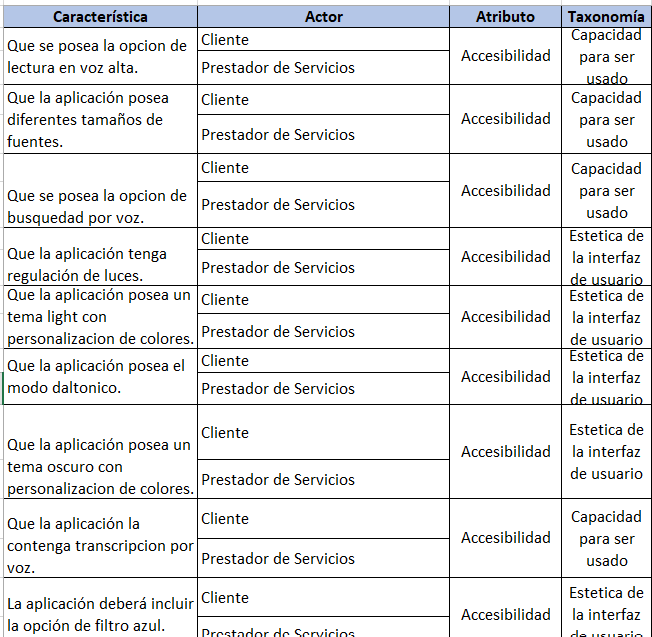 Característica Actor Atributo Taxonomía
Que se posea la opcion de
lectura en voz alta.
Cliente
Prestador de Servicios
Accesibilidad
Capacidad
para ser
usado
Que la aplicación posea
diferentes tamaños de
fuentes.
Cliente
Prestador de Servicios
Accesibilidad
Capacidad
para ser
usado
Que se posea la opcion de
busquedad por voz.
Cliente
Prestador de Servicios
Accesibilidad
Capacidad
para ser
usado
Que la aplicación tenga
regulación de luces.
Cliente
Prestador de Servicios
Accesibilidad
Estetica de
la interfaz
de usuario
Que la aplicación posea un
tema light con
personalizacion de colores.
Cliente
Prestador de Servicios
Accesibilidad
Estetica de
la interfaz
de usuario
Que la aplicación posea el
modo daltonico.
Cliente
Prestador de Servicios
Accesibilidad
Estetica de
la interfaz
de usuario
Que la aplicación posea un
tema oscuro con
personalizacion de colores.
Cliente
Prestador de Servicios
Accesibilidad
Estetica de
la interfaz
de usuario
Que la aplicación la
contenga transcripcion por
voz.
Cliente
Prestador de Servicios
Accesibilidad
Capacidad
para ser
usado
La aplicación deberá incluir
la opción de filtro azul.
Cliente
Prestador de Servicios
Accesibilidad
Estetica de
la interfaz
de usuario